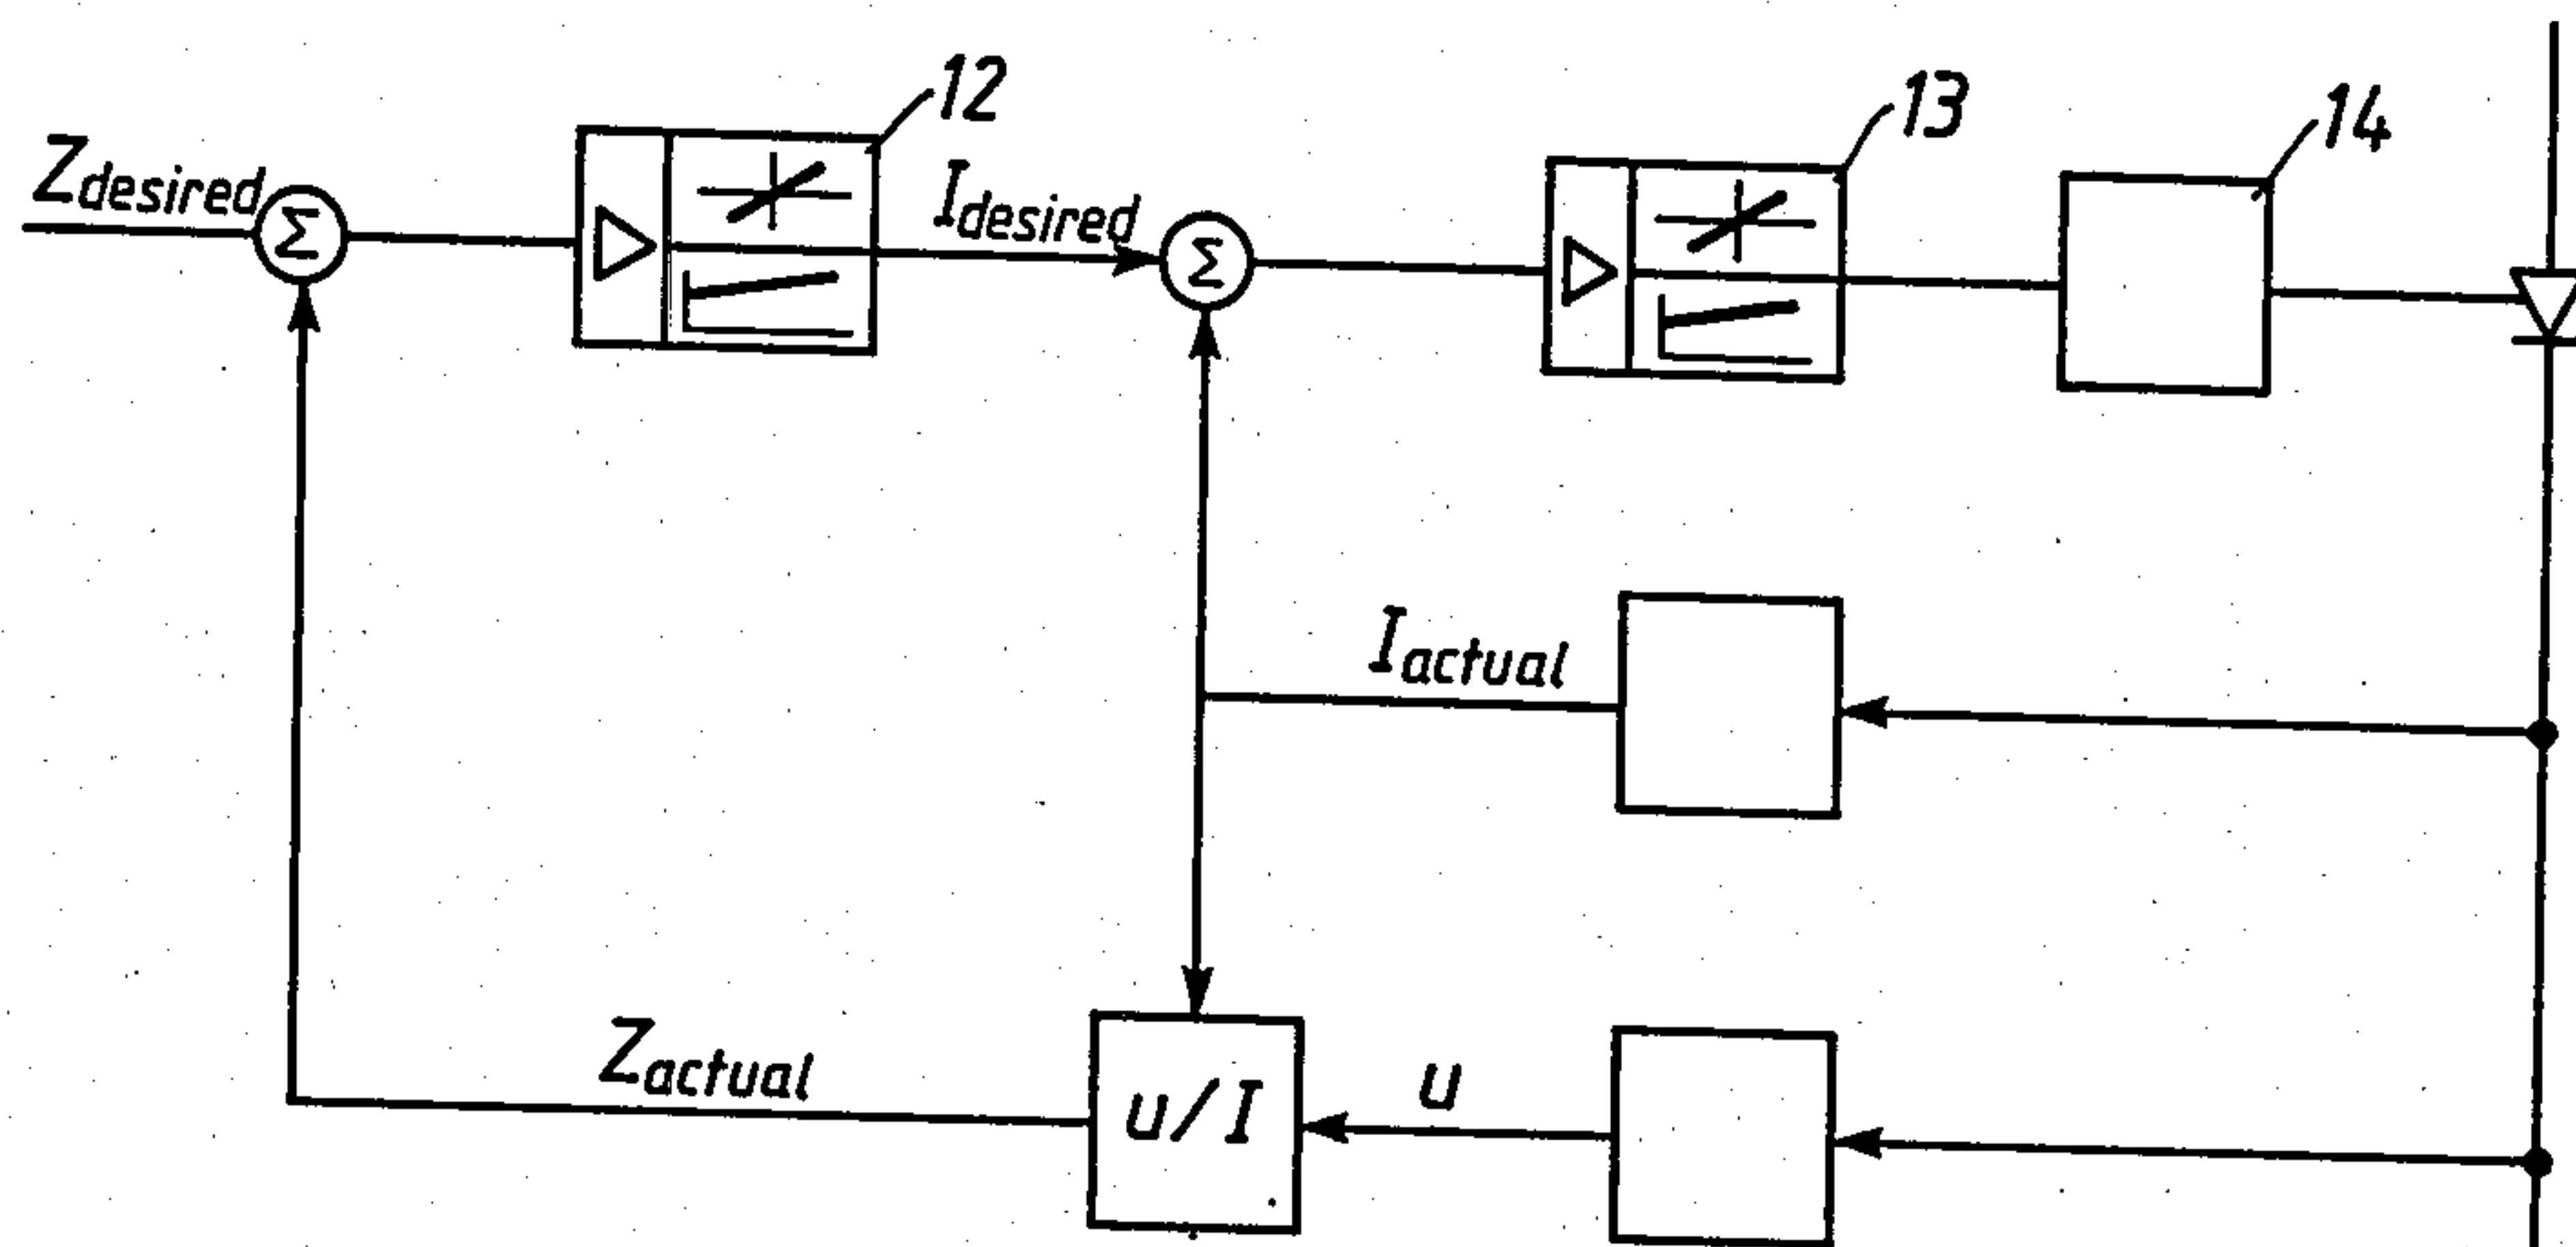 12
13
14
Zdesired
Σ
Idesired
Σ
Iactual
Zactual
u/I
u